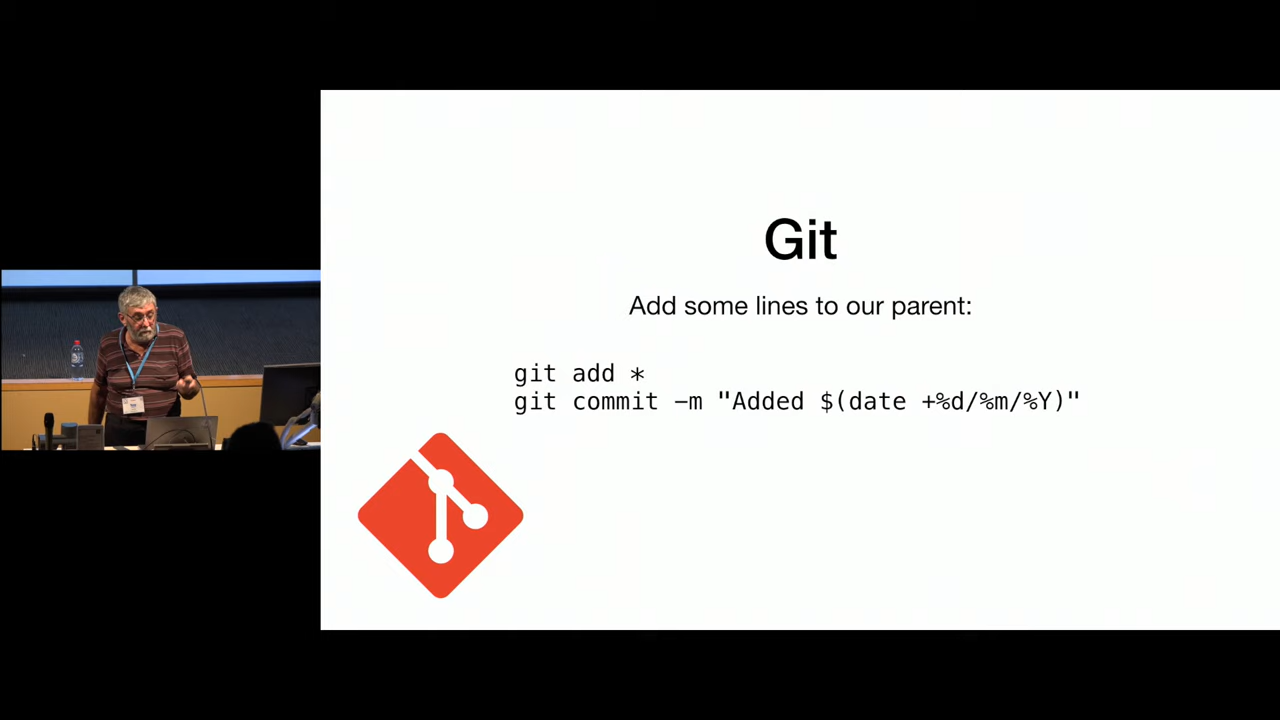 Git
Add some lines to our parent:
git add *
git commit -m "Added $(date +%d/%m/%Y)"